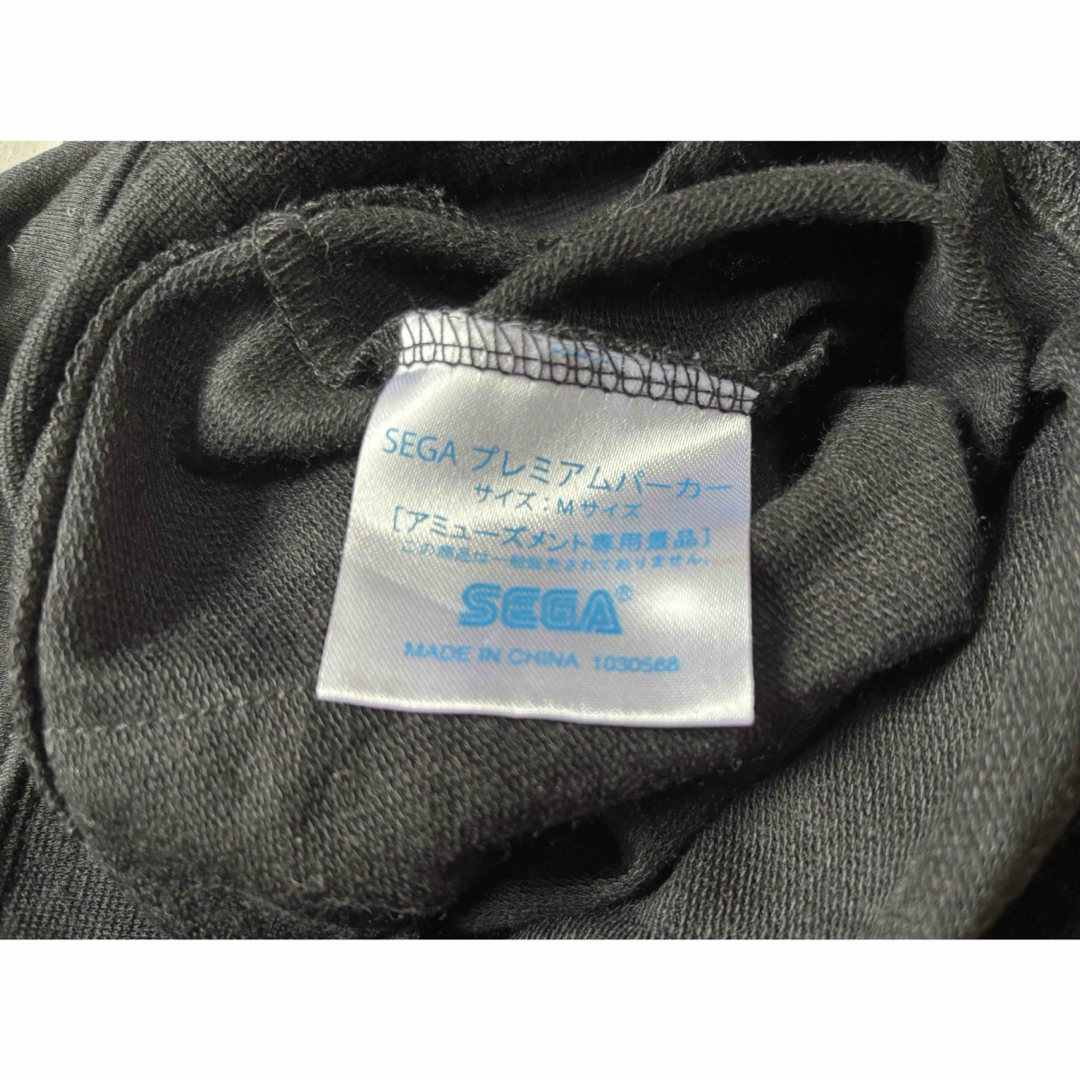 SEGA プレミアムパーカー
サイズ：Mサイズ
[アミューズメント専用景品]
この商品は一般販売されておりません。
SEGA®
MADE IN CHINA 1030588